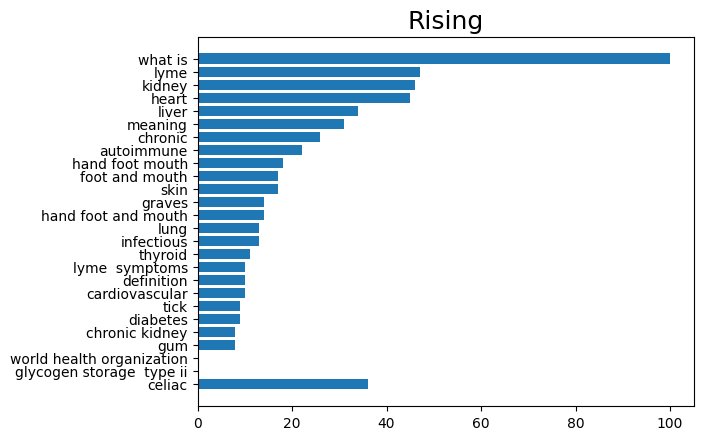 Rising
what is
lyme
kidney
heart
liver
meaning
chronic
autoimmune
hand foot mouth
foot and mouth
skin
graves
hand foot and mouth
lung
infectious
thyroid
lyme  symptoms
definition
cardiovascular
tick
diabetes
chronic kidney
gum
world health organization
glycogen storage  type ii
celiac
0 20 40 60 80 100